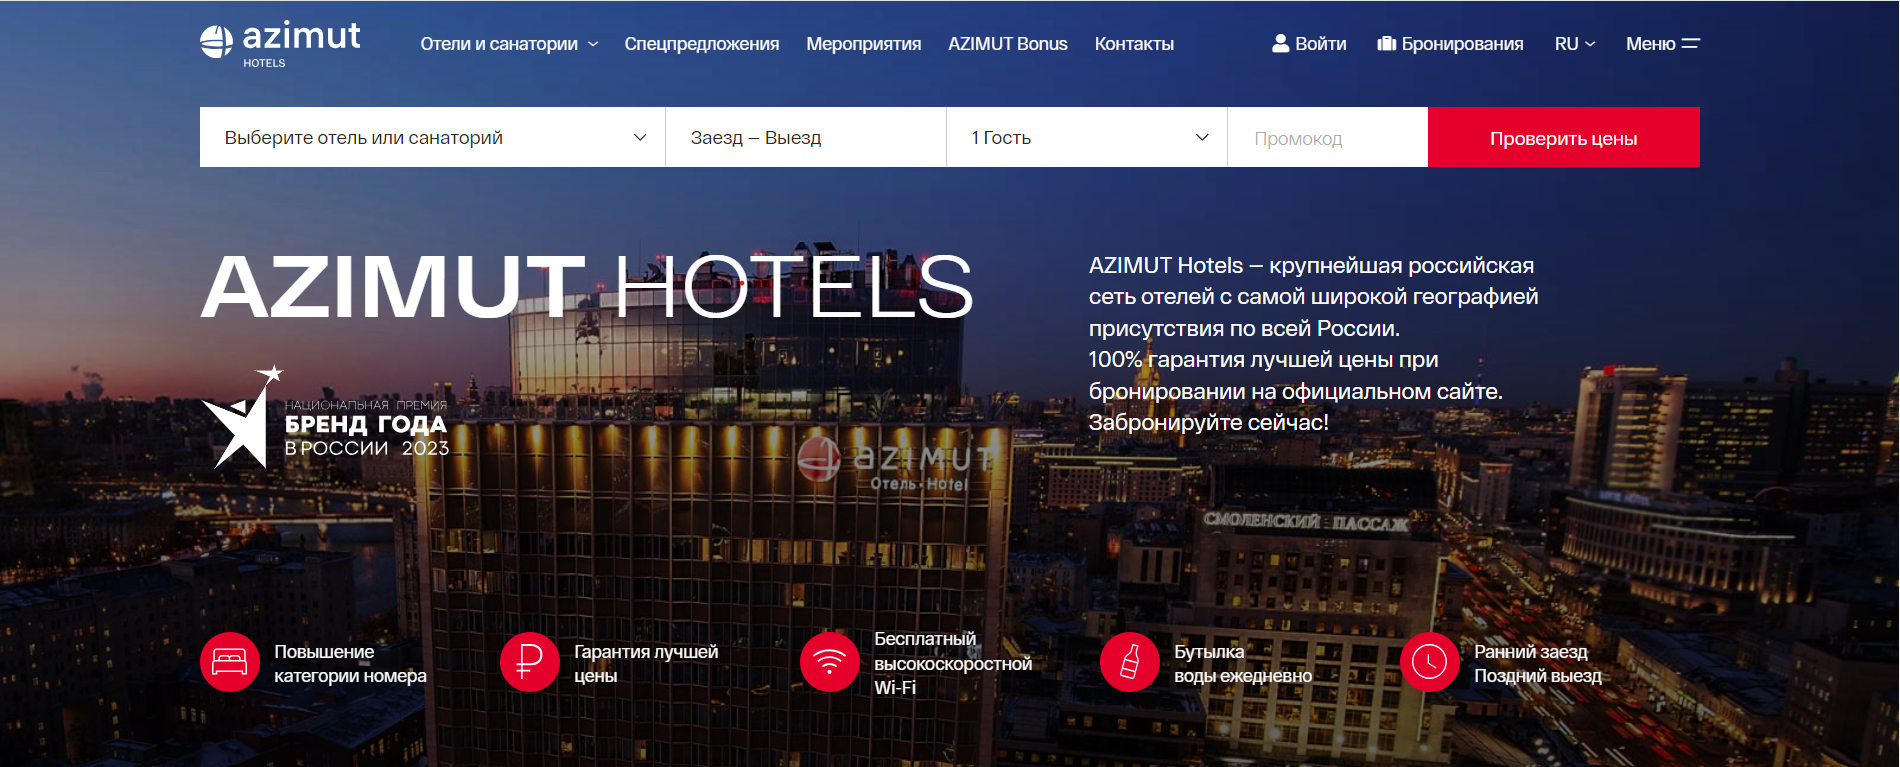 azimut
HOTELS
Отели и санатории
Спецпредложения
Мероприятия
AZIMUT Bonus
Контакты
Войти
Бронирования
RU
Меню
Выберите отель или санаторий
Заезд – Выезд
1 Гость
Промокод
Проверить цены
AZIMUT HOTELS
НАЦИОНАЛЬНАЯ ПРЕМИЯ
БРЕНД ГОДА
В РОССИИ 2023
AZIMUT Hotels – крупнейшая российская
сеть отелей с самой широкой географией
присутствия по всей России.
100% гарантия лучшей цены при
бронировании на официальном сайте.
Забронируйте сейчас!
azimut
Отель · Hotel
СМОЛЕНСКИЙ ПАССАЖ
Повышение
категории номера
Гарантия лучшей
цены
Бесплатный
высокоскоростной
Wi-Fi
Бутылка
воды ежедневно
Ранний заезд
Поздний выезд